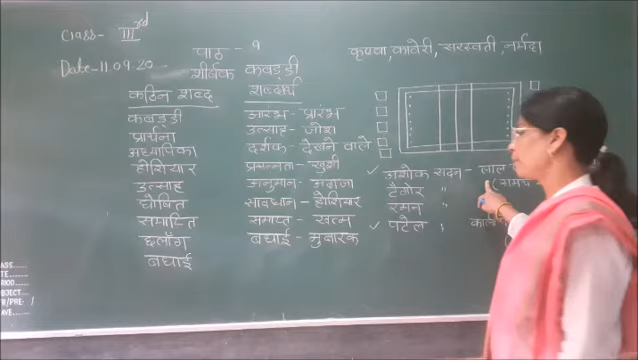 Class- III rd
Date-11.09.20
पाठ - 9
शीर्षक कबड्डी
कृष्णा, कावेरी, सरस्वती, नर्मदा
कठिन शब्द
कबड्डी
प्रार्थना
अध्यापिका
होशियार
उत्साह
घोषित
समाप्ति
छलाँग
बधाई
शब्दार्थ
आरंभ - प्रारंभ
उत्साह - जोश
दर्शक - देखने वाले
प्रसन्नता - खुशी
अनुमान - अंदाजा
सावधान - होशियार
समाप्त - खत्म
बधाई - मुबारक
✓ अशोक सदन - लाल
टैगोर "
रमन "
✓ पटेल "